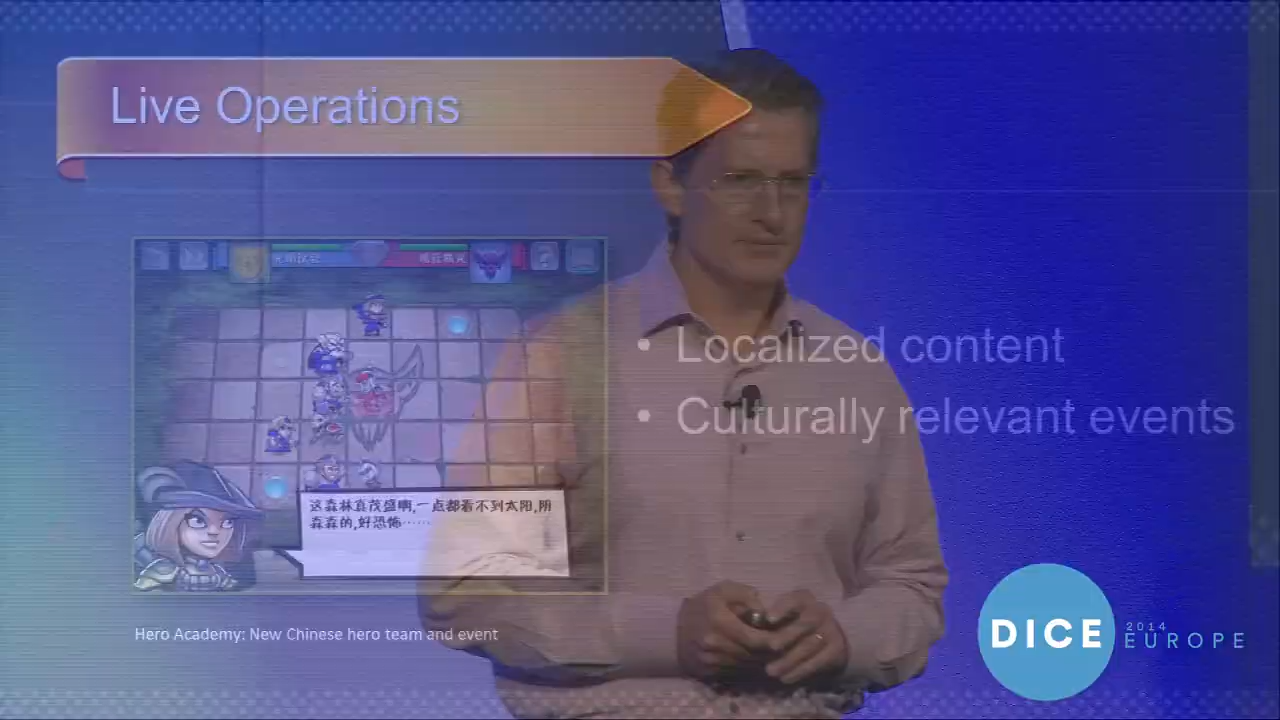 Live Operations
• Localized content
• Culturally relevant events
这森林真茂盛啊,一点都看不到太阳,阴
森森的,好恐怖……
Hero Academy: New Chinese hero team and event
DICE
2014
EUROPE